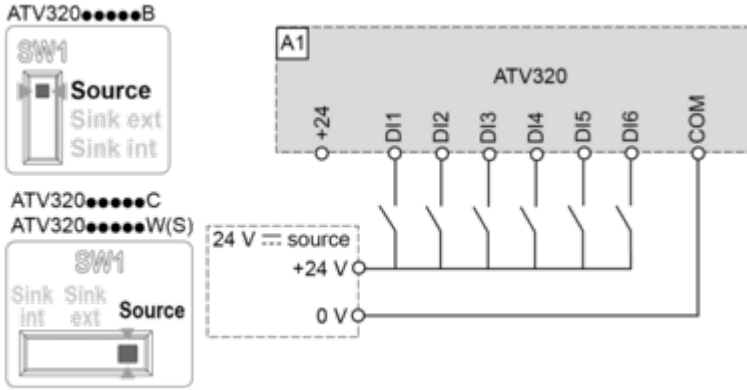 ATV320●●●●●B
SW1
Source
Sink ext
Sink int
ATV320●●●●●C
ATV320●●●●●W(S)
SW1
Sink int
Sink ext
Source
A1
ATV320
+24
DI1
DI2
DI3
DI4
DI5
DI6
COM
24 V ⎓ source
+24 V
0 V